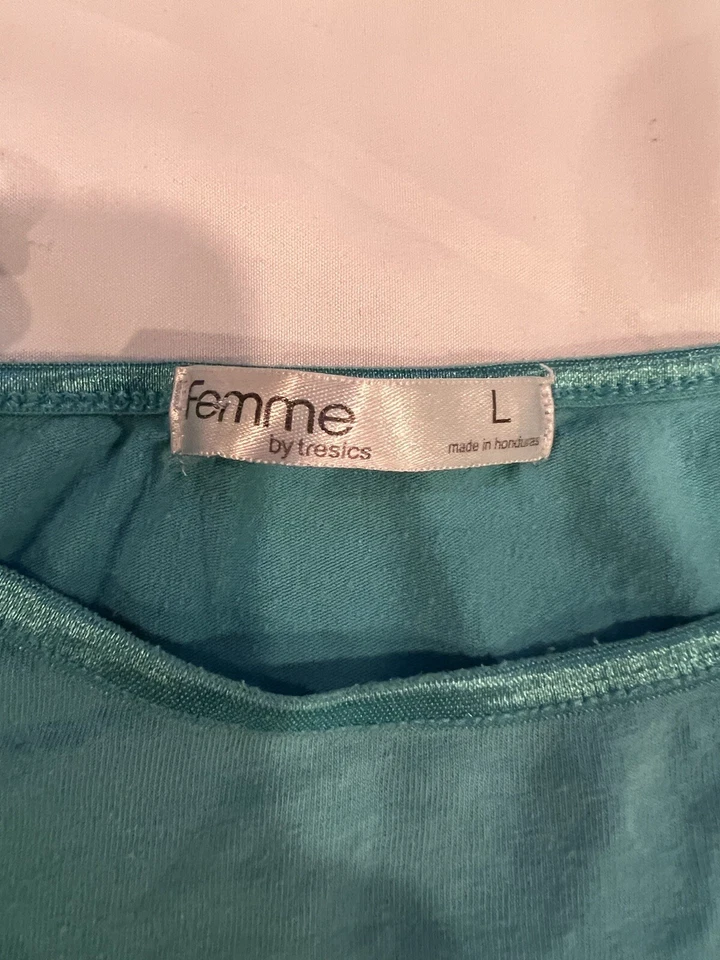 Femme
by tresics
L
made in honduras